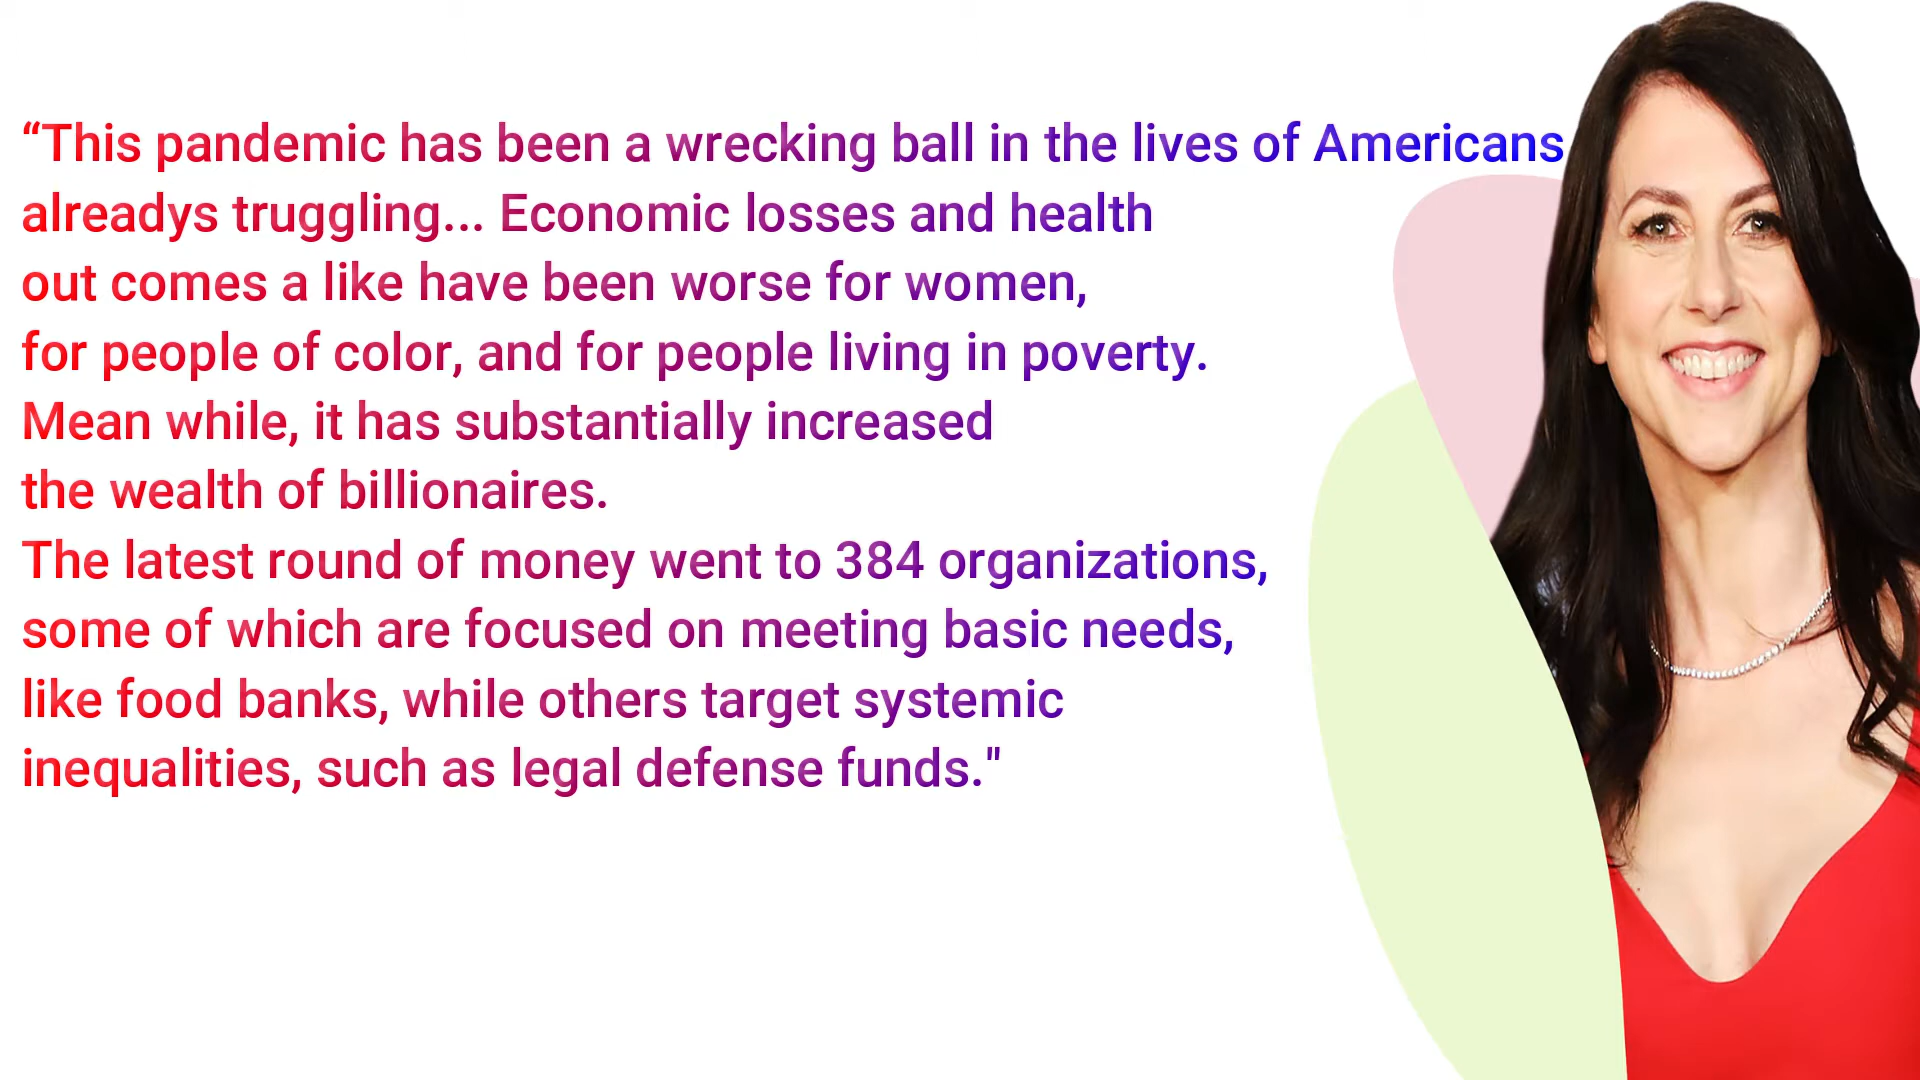 “This pandemic has been a wrecking ball in the lives of Americans
alreadys truggling... Economic losses and health
out comes a like have been worse for women,
for people of color, and for people living in poverty.
Mean while, it has substantially increased
the wealth of billionaires.
The latest round of money went to 384 organizations,
some of which are focused on meeting basic needs,
like food banks, while others target systemic
inequalities, such as legal defense funds."